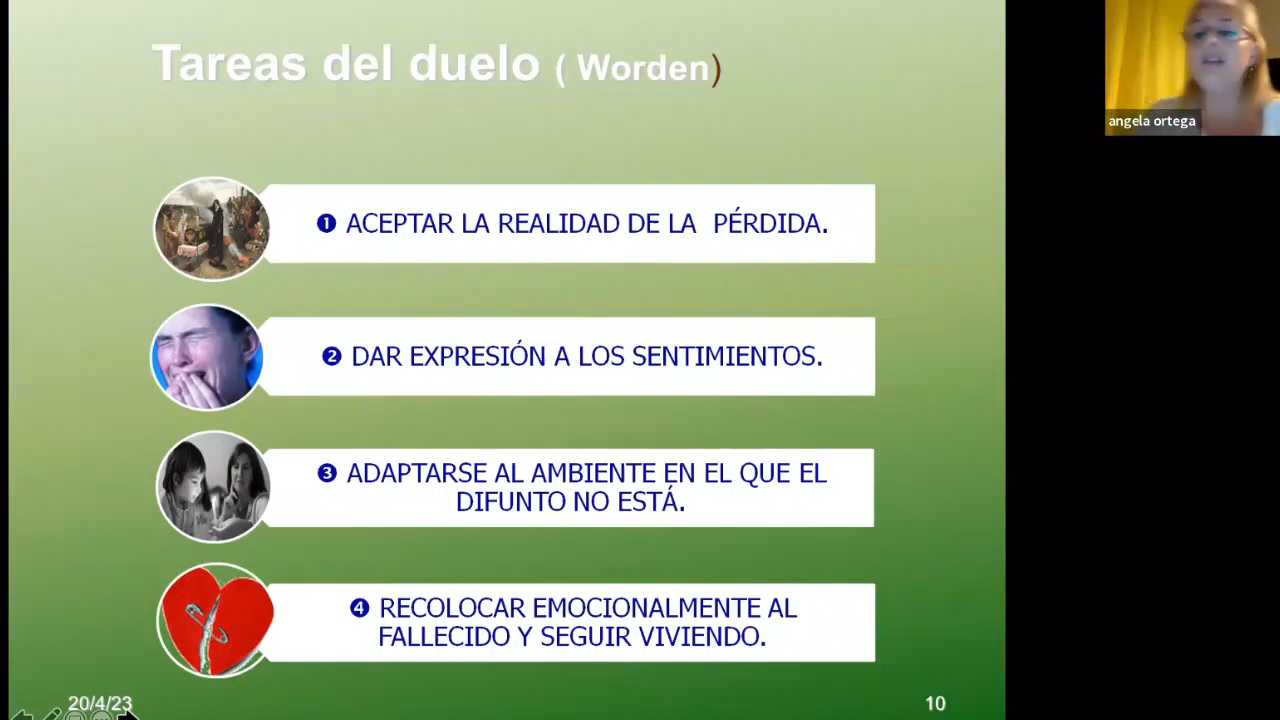 Tareas del duelo ( Worden)
angela ortega
❶ ACEPTAR LA REALIDAD DE LA PÉRDIDA.
❷ DAR EXPRESIÓN A LOS SENTIMIENTOS.
❸ ADAPTARSE AL AMBIENTE EN EL QUE EL
DIFUNTO NO ESTÁ.
❹ RECOLOCAR EMOCIONALMENTE AL
FALLECIDO Y SEGUIR VIVIENDO.
20/4/23
10